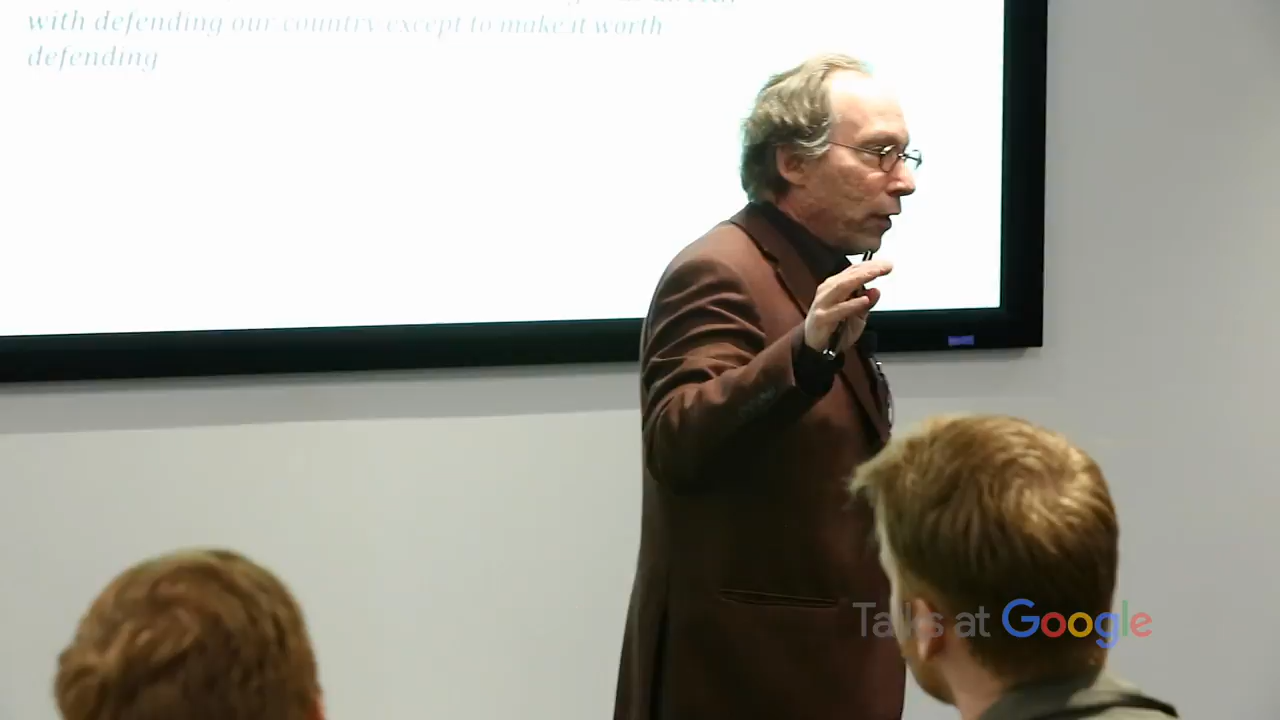 with defending our country except to make it worth
defending
Talks at Google